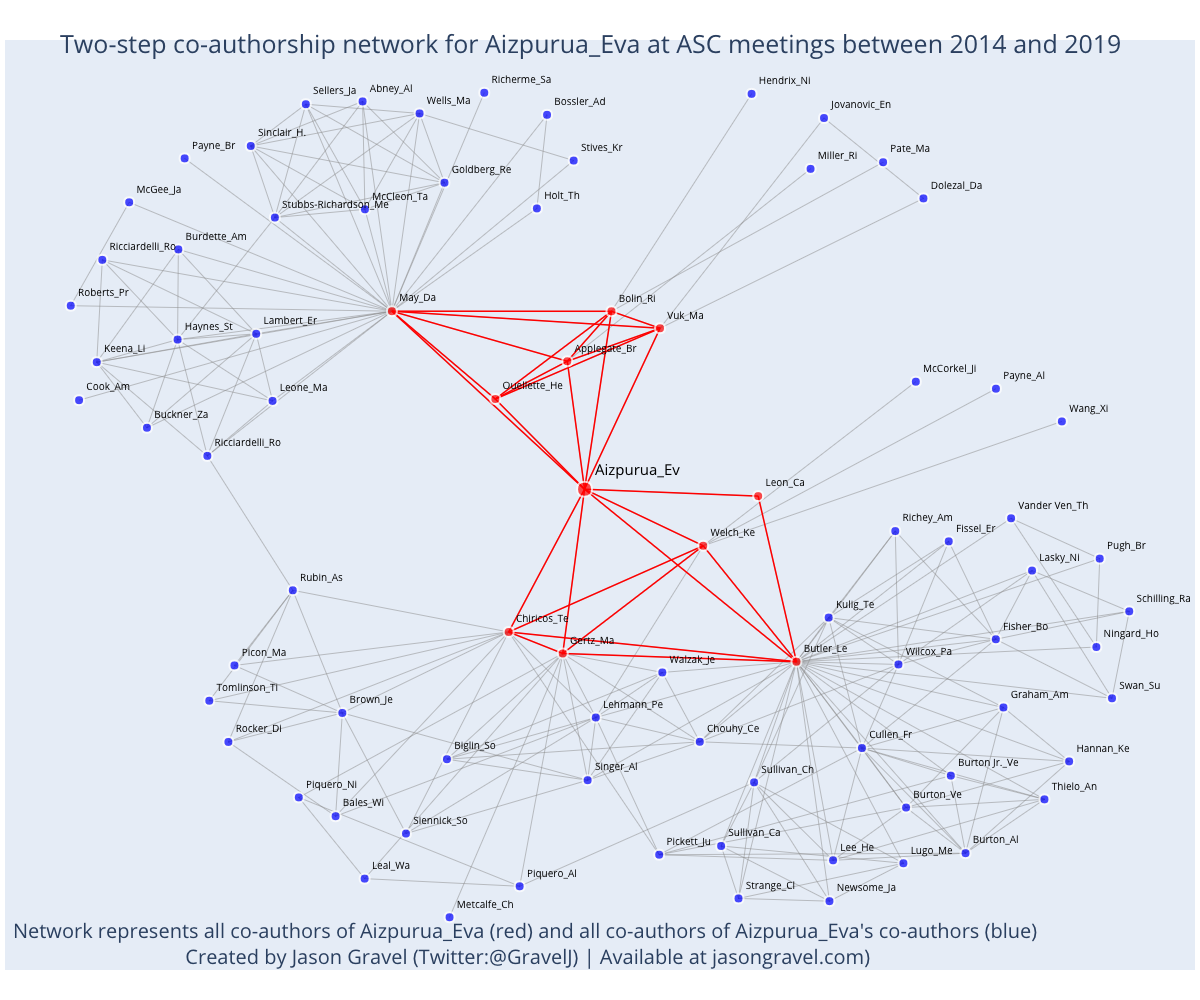 Two-step co-authorship network for Aizpurua_Eva at ASC meetings between 2014 and 2019
Richerme_Sa
Hendrix_Ni
Sellers_Ja
Abney_Al
Wells_Ma
Bossler_Ad
Jovanovic_En
Sinclair_H.
Payne_Br
Stives_Kr
Pate_Ma
Miller_Ri
Goldberg_Re
Dolezal_Da
McGee_Ja
McCleon_Ta
Holt_Th
Stubbs-Richardson_Me
Burdette_Am
Ricciardelli_Ro
Roberts_Pr
May_Da
Bolin_Ri
Vuk_Ma
Haynes_St
Lambert_Er
Keena_Li
Applegate_Br
McCorkel_Ji
Cook_Am
Leone_Ma
Ouellette_He
Payne_Al
Buckner_Za
Wang_Xi
Ricciardelli_Ro
Aizpurua_Ev
Leon_Ca
Vander Ven_Th
Richey_Am
Fissel_Er
Welch_Ke
Pugh_Br
Lasky_Ni
Rubin_As
Schilling_Ra
Kulig_Te
Chiricos_Te
Fisher_Bo
Ningard_Ho
Gertz_Ma
Butler_Le
Wilcox_Pa
Picon_Ma
Walzak_Je
Swan_Su
Tomlinson_Ti
Brown_Je
Lehmann_Pe
Graham_Am
Rocker_Di
Chouhy_Ce
Cullen_Fr
Biglin_So
Hannan_Ke
Singer_Al
Sullivan_Ch
Burton Jr._Ve
Piquero_Ni
Thielo_An
Bales_Wi
Burton_Ve
Siennick_So
Pickett_Ju
Sullivan_Ca
Lee_He
Lugo_Me
Burton_Al
Leal_Wa
Piquero_Al
Strange_Cl
Newsome_Ja
Metcalfe_Ch
Network represents all co-authors of Aizpurua_Eva (red) and all co-authors of Aizpurua_Eva's co-authors (blue)
Created by Jason Gravel (Twitter:@GravelJ) | Available at jasongravel.com)